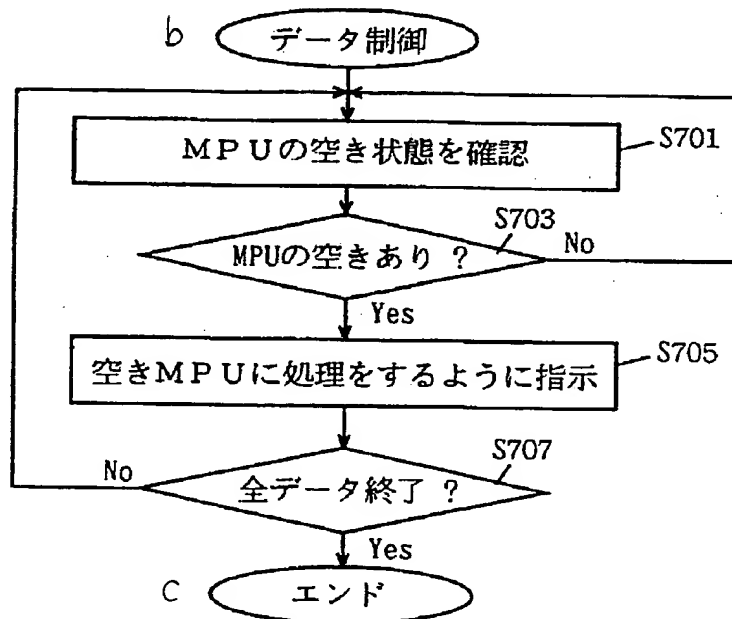 b データ制御
MPUの空き状態を確認 S701
S703
MPUの空きあり ? No
Yes
空きMPUに処理をするように指示 S705
S707
No
全データ終了 ?
Yes
c エンド